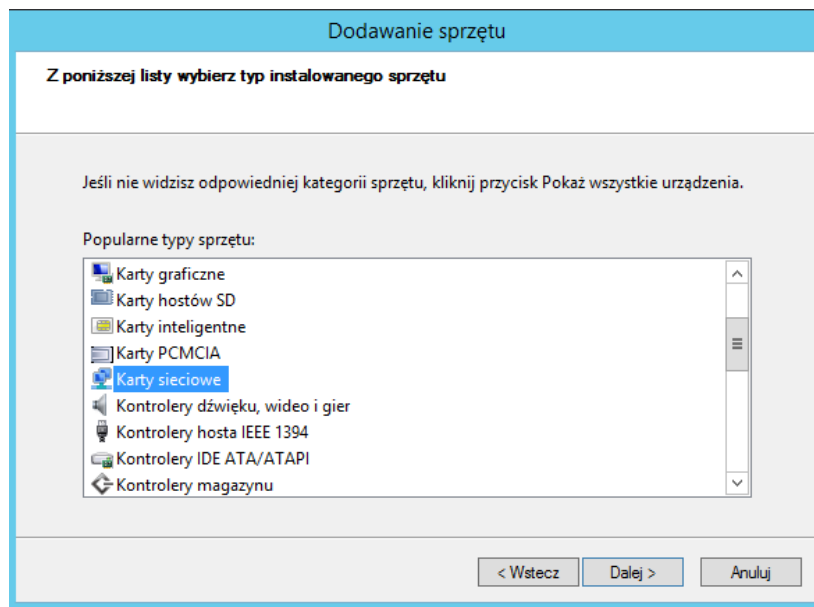 Dodawanie sprzętu
Z poniższej listy wybierz typ instalowanego sprzętu
Jeśli nie widzisz odpowiedniej kategorii sprzętu, kliknij przycisk Pokaż wszystkie urządzenia.
Popularne typy sprzętu:
Karty graficzne
Karty hostów SD
Karty inteligentne
Karty PCMCIA
Karty sieciowe
Kontrolery dźwięku, wideo i gier
Kontrolery hosta IEEE 1394
Kontrolery IDE ATA/ATAPI
Kontrolery magazynu
< Wstecz Dalej > Anuluj